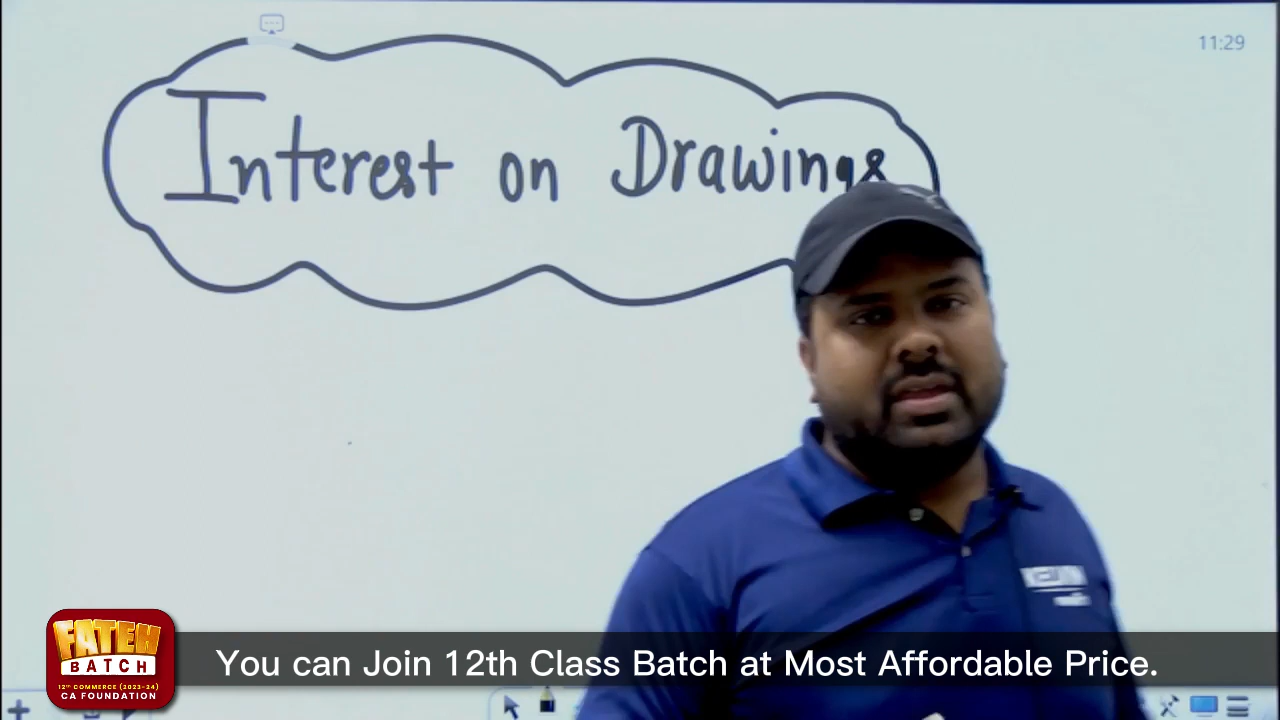 11:29
Interest on Drawings
FATEH
BATCH
12TH COMMERCE (2023-24)
CA FOUNDATION
You can Join 12th Class Batch at Most Affordable Price.